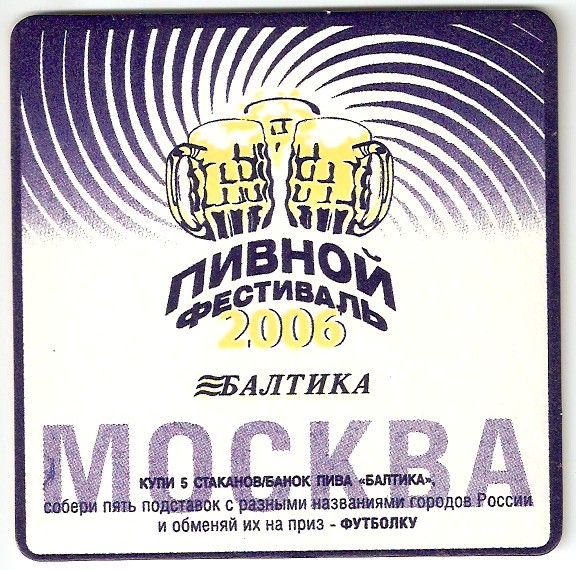 ПИВНОЙ
ФЕСТИВАЛЬ
2006
БАЛТИКА
МОСКВА
КУПИ 5 СТАКАНОВ/БАНОК ПИВА «БАЛТИКА»,
собери пять подставок с разными названиями городов России
и обменяй их на приз - ФУТБОЛКУ